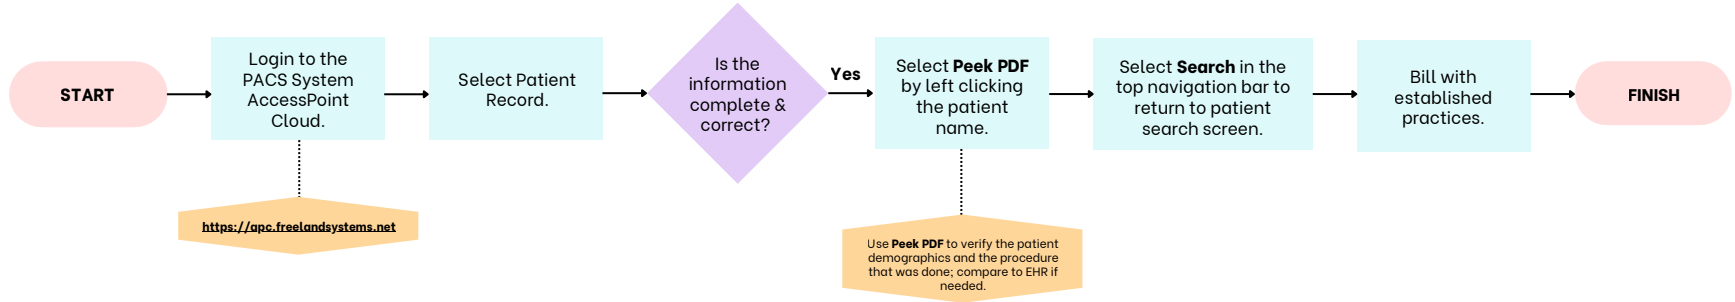 START
Login to the
PACS System
AccessPoint
Cloud.
Select Patient
Record.
Is the
information
complete &
correct?
Yes
Select Peek PDF
by left clicking
the patient
name.
Select Search in the
top navigation bar to
return to patient
search screen.
Bill with
established
practices.
FINISH
https://apc.freelandsystems.net
Use Peek PDF to verify the patient
demographics and the procedure
that was done; compare to EHR if
needed.